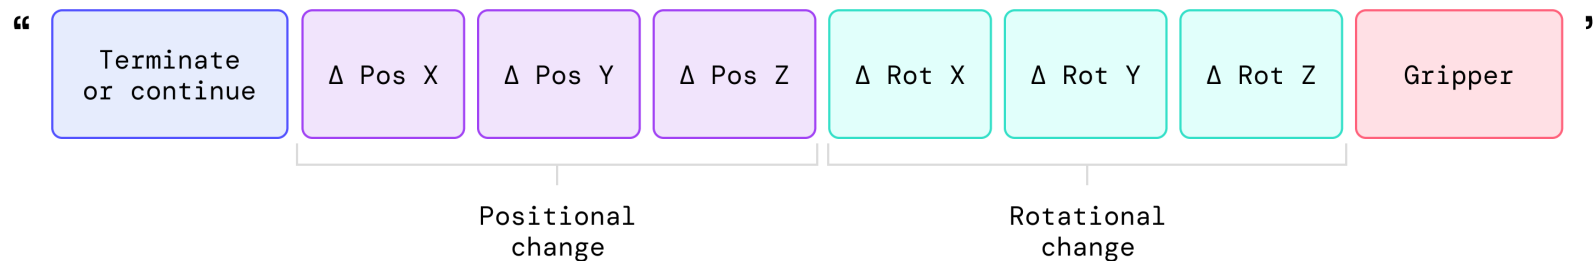 “ Terminate or continue Δ Pos X Δ Pos Y Δ Pos Z Δ Rot X Δ Rot Y Δ Rot Z Gripper ”
Positional change
Rotational change